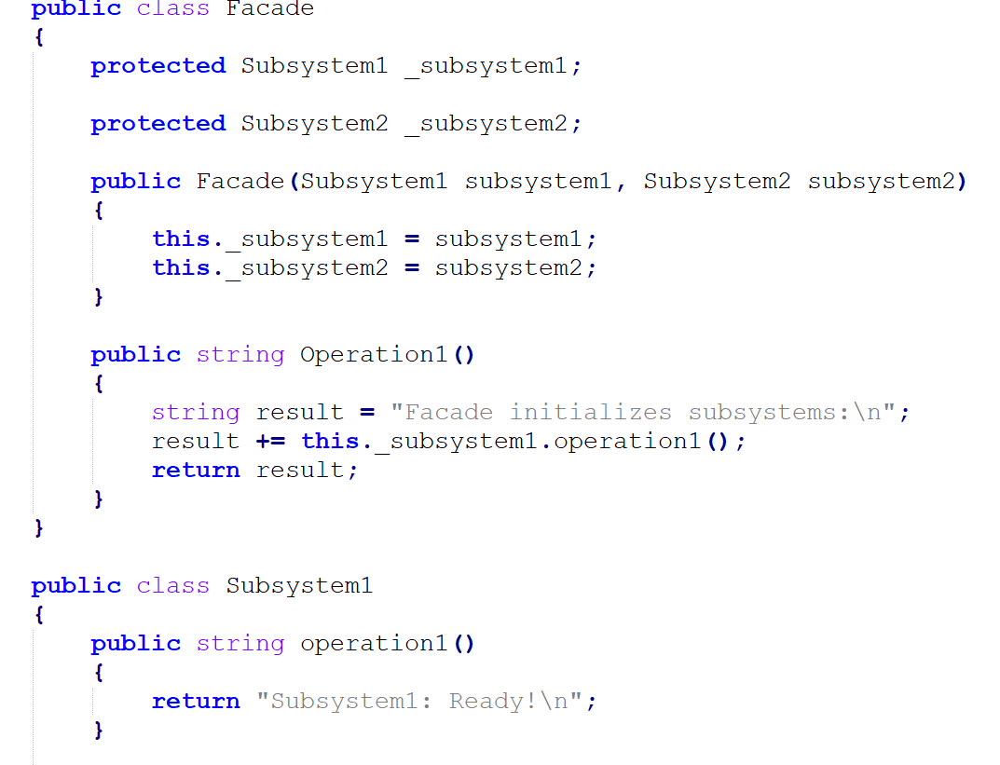 public class Facade
{
    protected Subsystem1 _subsystem1;

    protected Subsystem2 _subsystem2;

    public Facade(Subsystem1 subsystem1, Subsystem2 subsystem2)
    {
        this._subsystem1 = subsystem1;
        this._subsystem2 = subsystem2;
    }

    public string Operation1()
    {
        string result = "Facade initializes subsystems:\n";
        result += this._subsystem1.operation1();
        return result;
    }
}

public class Subsystem1
{
    public string operation1()
    {
        return "Subsystem1: Ready!\n";
    }